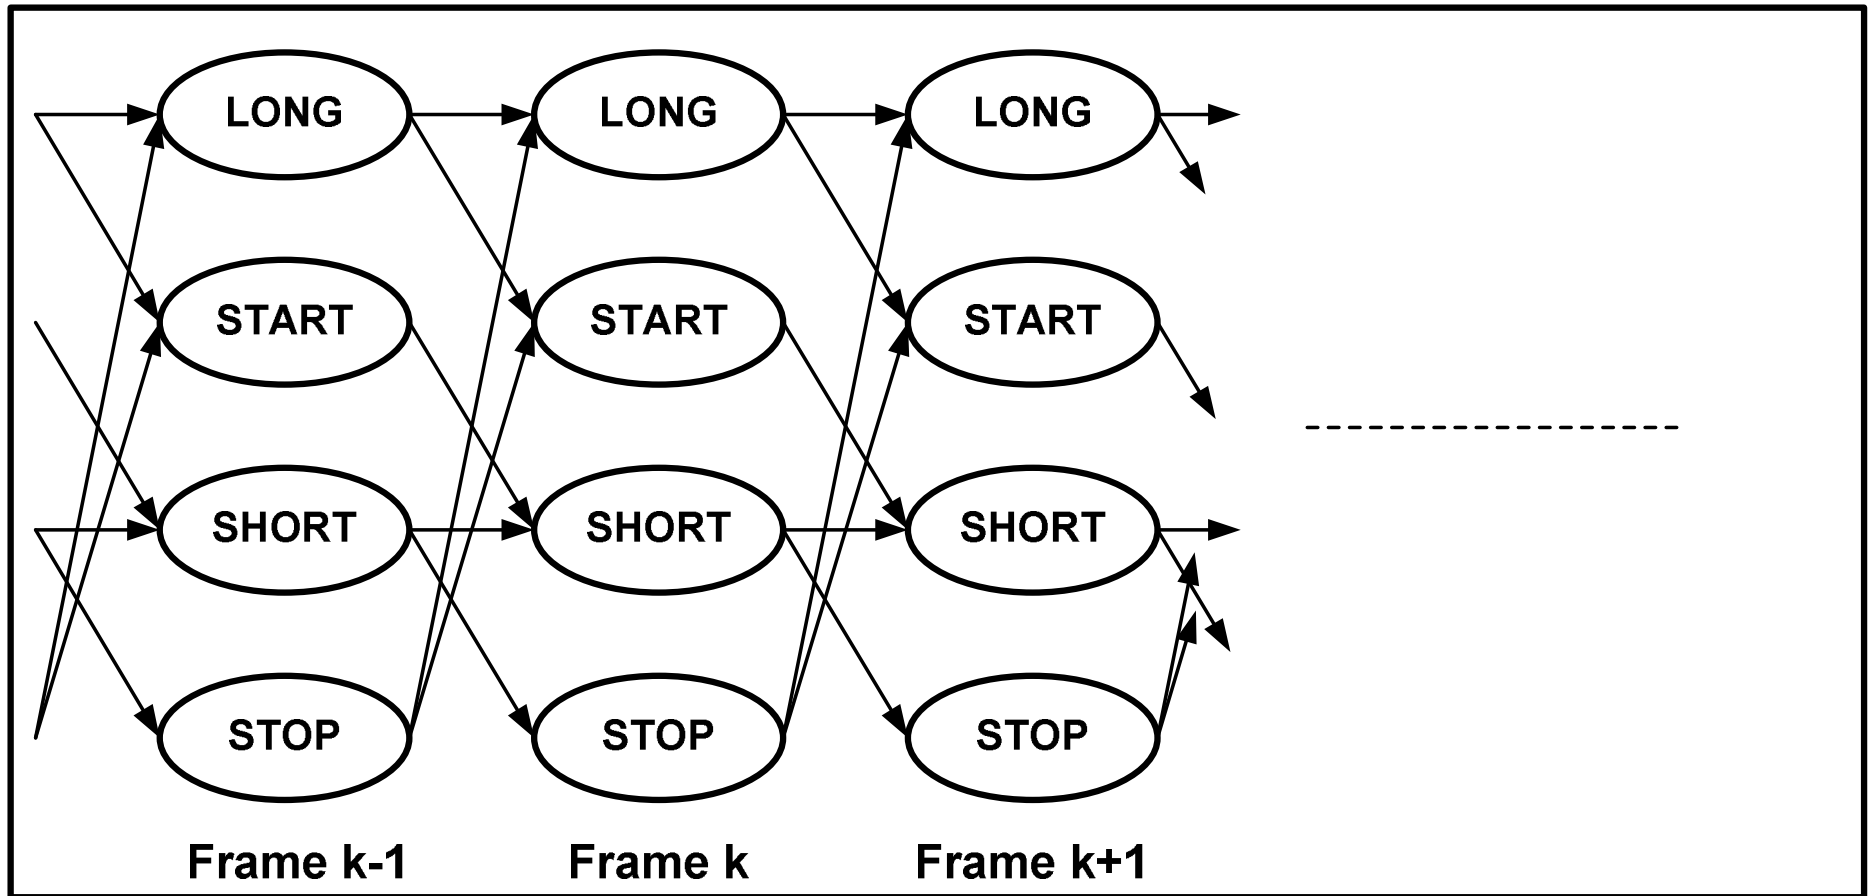 LONG LONG LONG
START START START
SHORT SHORT SHORT
STOP STOP STOP
Frame k-1 Frame k Frame k+1